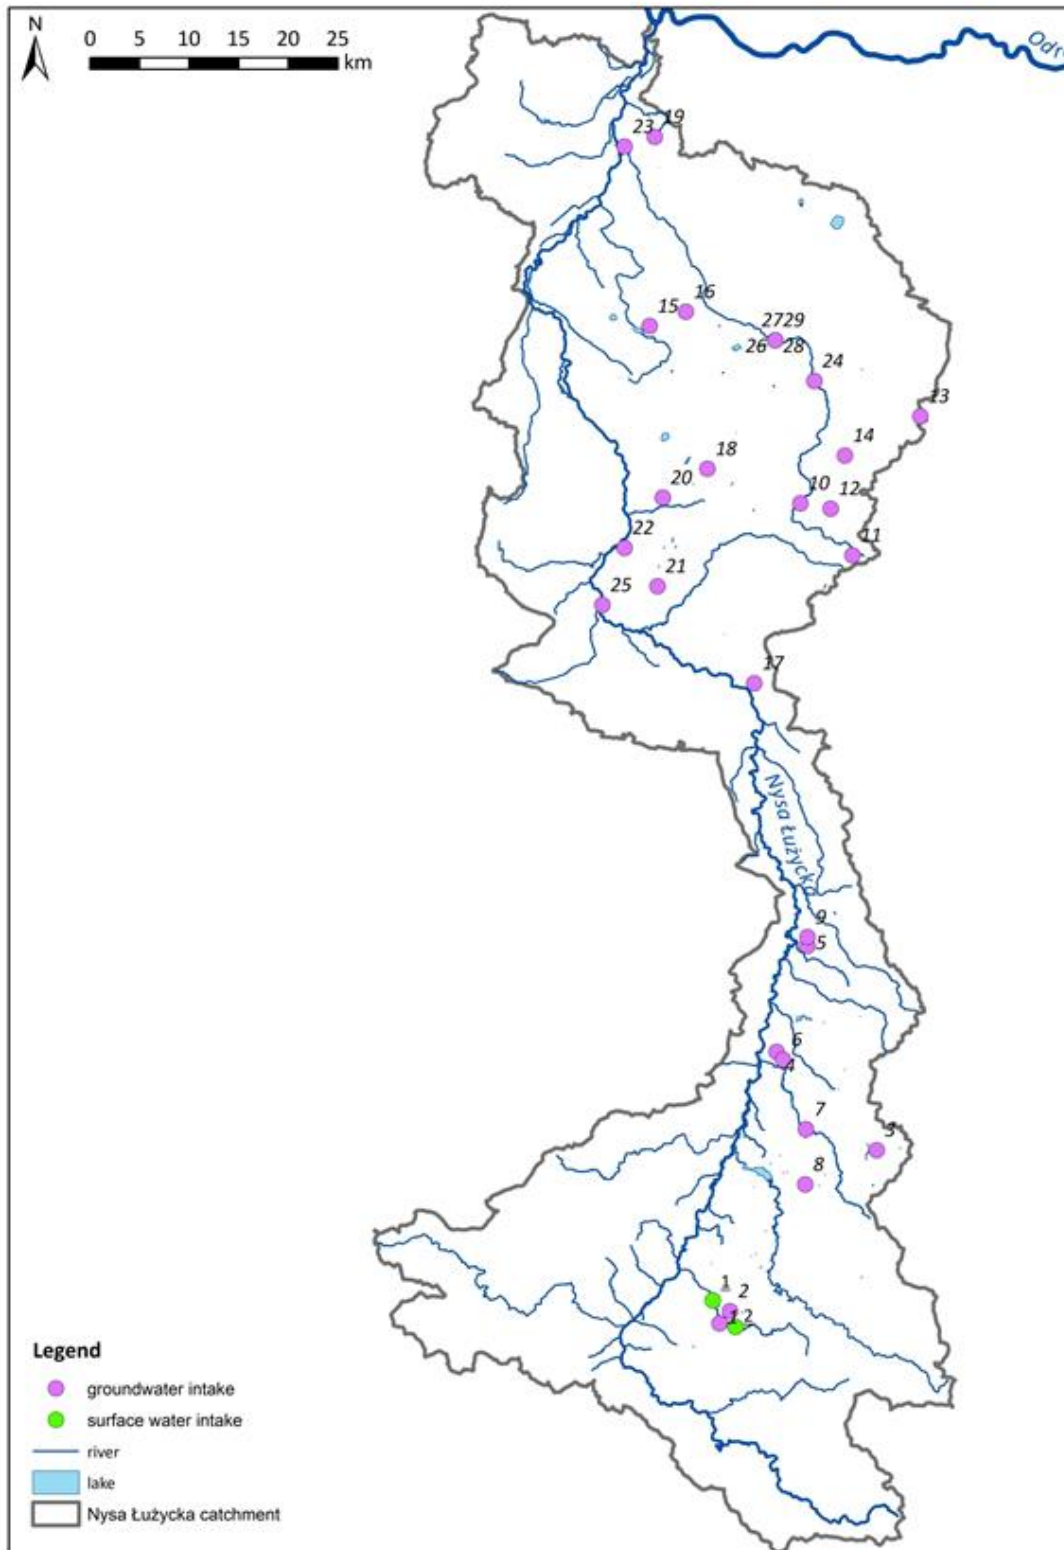 N
0 5 10 15 20 25
km
Odr
19
23
16
15
2729
26 28
24
13
14
18
10 12
20
11
22
21
25
17
Nysa Łużycka
9
5
6
4
7
3
8
1
2
1 2
Legend
groundwater intake
surface water intake
river
lake
Nysa Łużycka catchment